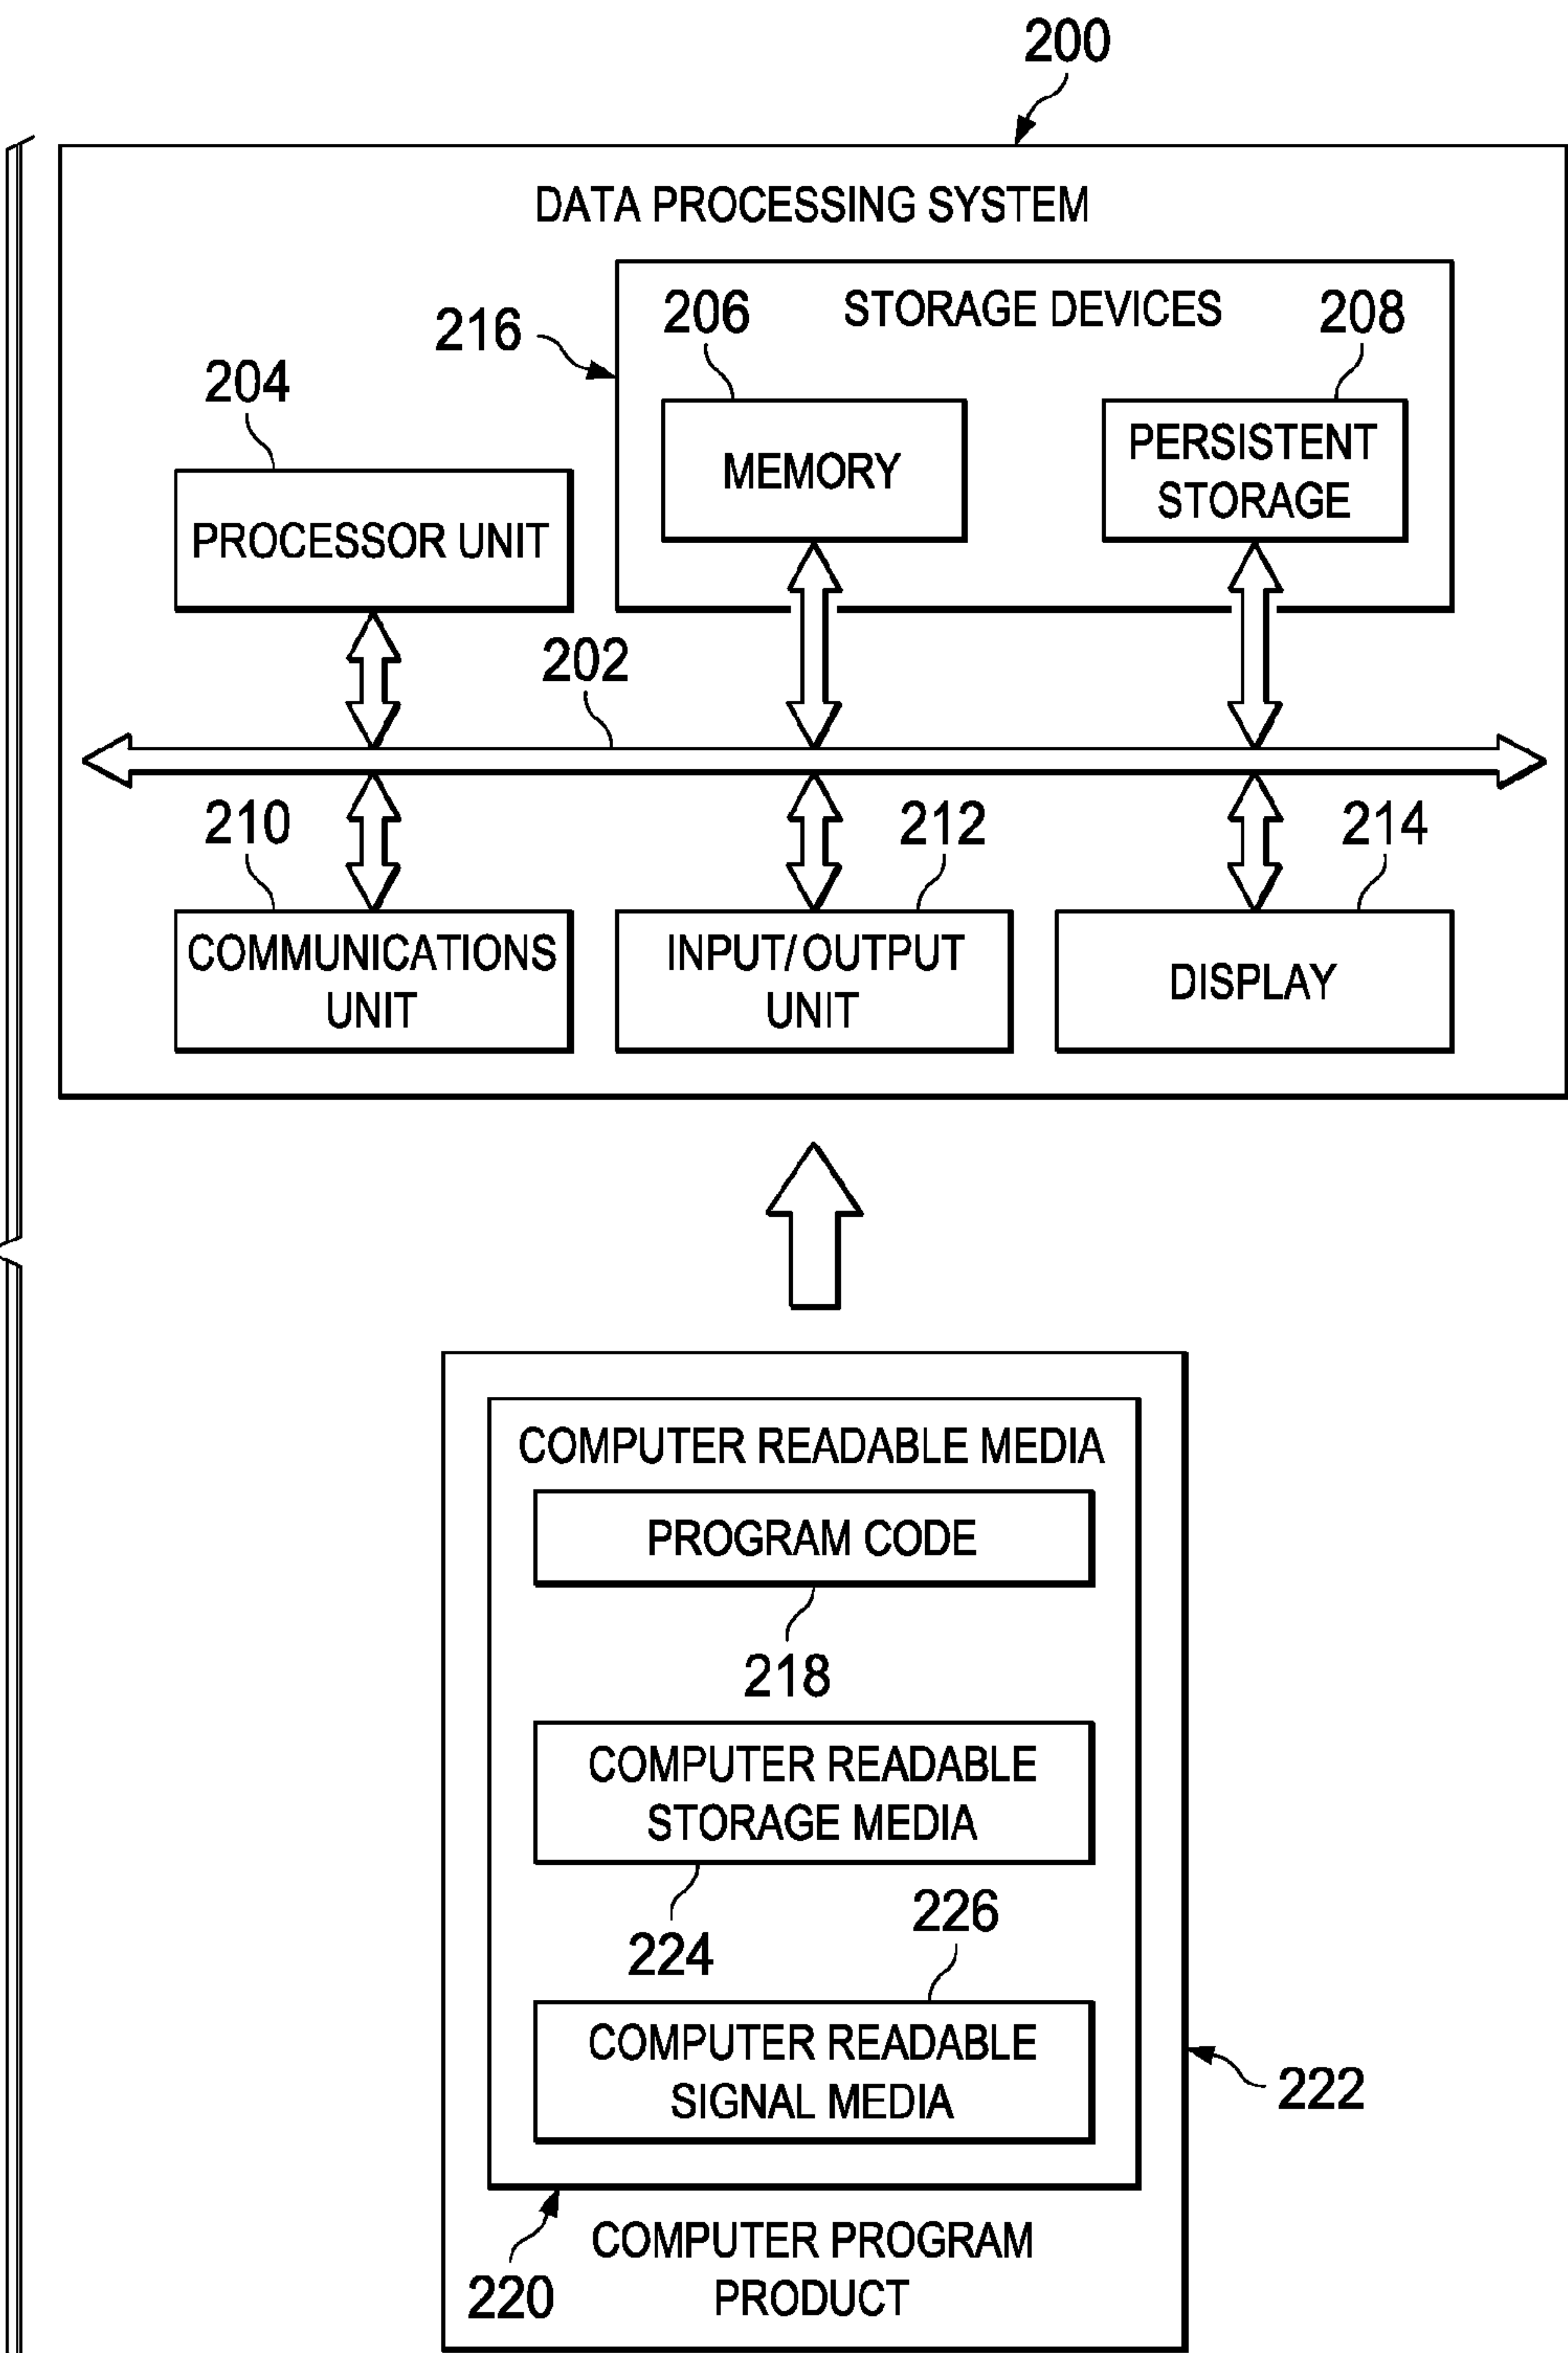 200
DATA PROCESSING SYSTEM
216
206
STORAGE DEVICES
208
204
MEMORY
PERSISTENT
STORAGE
PROCESSOR UNIT
202
210
212
214
COMMUNICATIONS
UNIT
INPUT/OUTPUT
UNIT
DISPLAY
COMPUTER READABLE MEDIA
PROGRAM CODE
218
COMPUTER READABLE
STORAGE MEDIA
224
226
COMPUTER READABLE
SIGNAL MEDIA
222
220
COMPUTER PROGRAM
PRODUCT